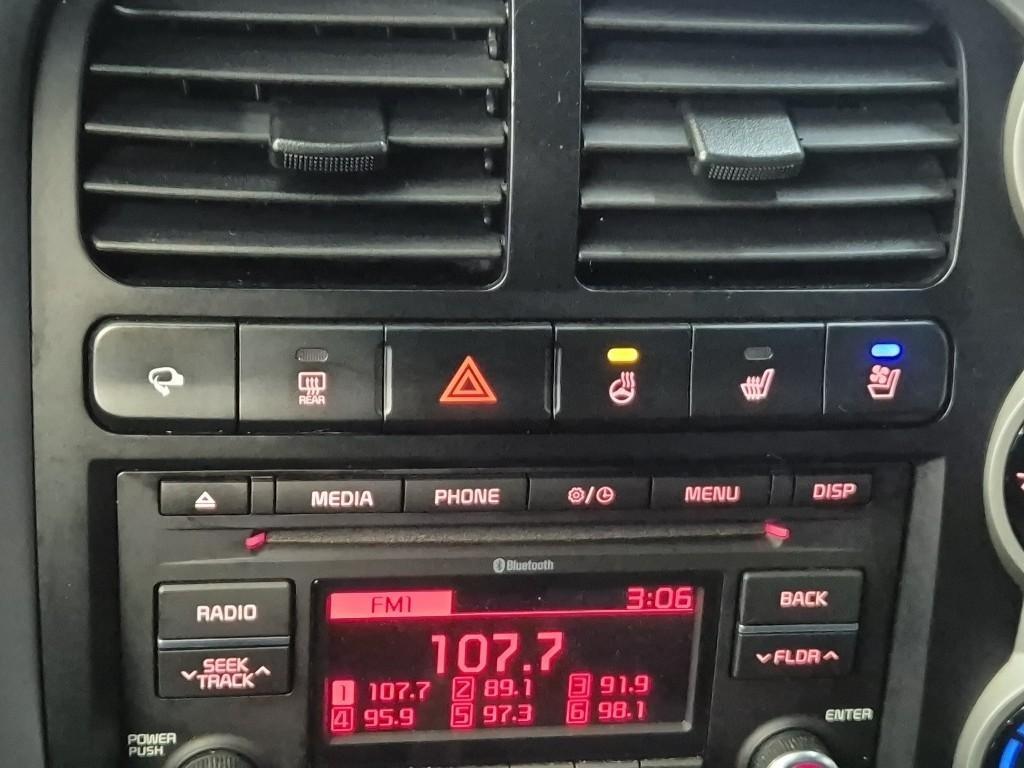 REAR
MEDIA
PHONE
MENU
DISP
Bluetooth
RADIO
SEEK
TRACK
FM1 3:06
107.7
1 107.7 2 89.1 3 91.9
4 95.9 5 97.3 6 98.1
BACK
FLDR
POWER
PUSH
ENTER